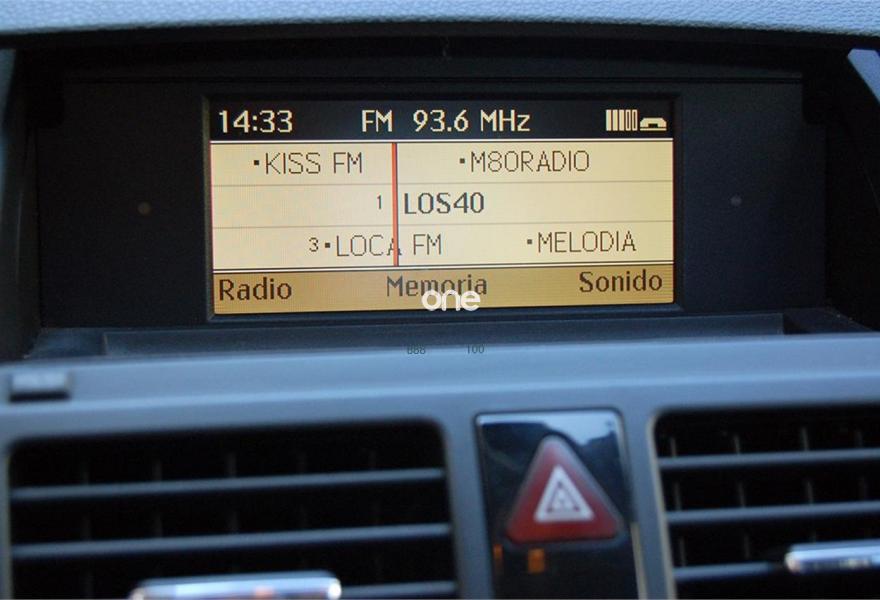 14:33 FM 93.6 MHz
·KISS FM ·M80RADIO
1 LOS40
3·LOCA FM ·MELODIA
Radio Memoria Sonido
one
100